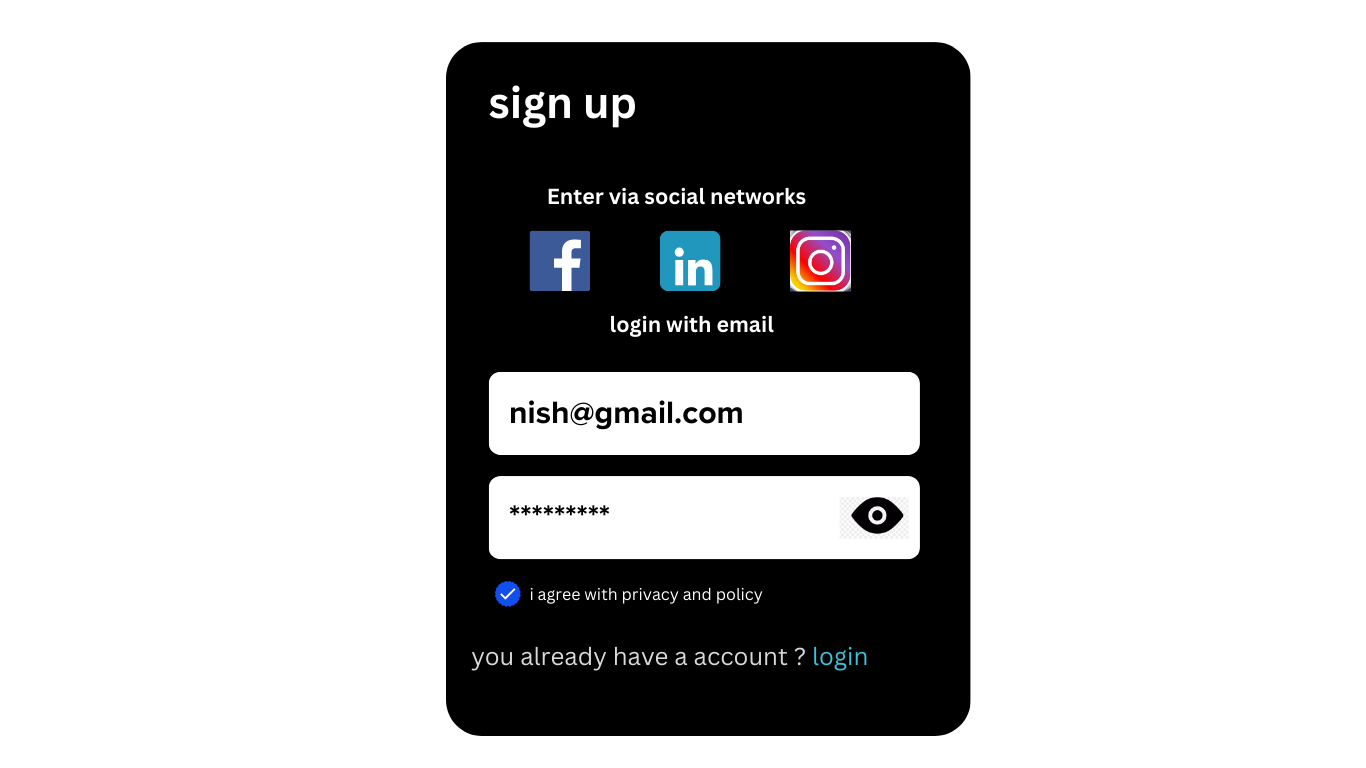 sign up
Enter via social networks
f
in
login with email
nish@gmail.com
*********
i agree with privacy and policy
you already have a account ? login